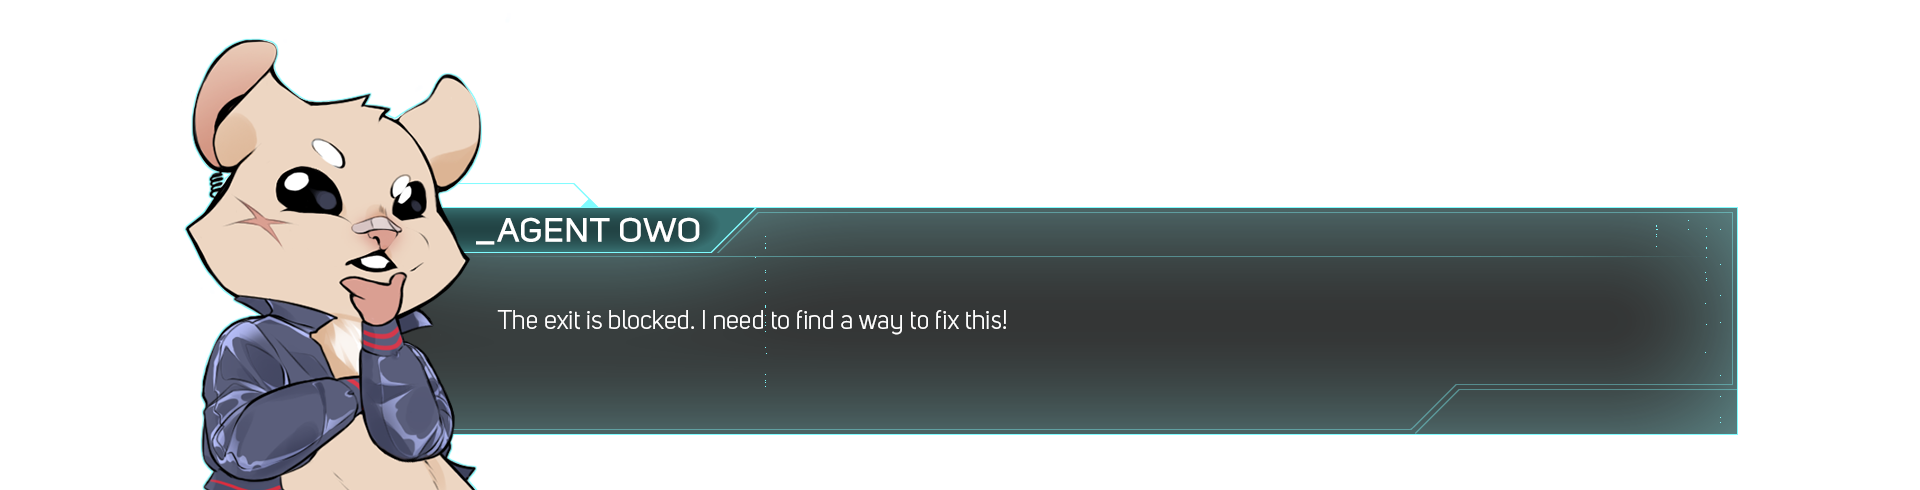 _AGENT OWO
The exit is blocked. I need to find a way to fix this!